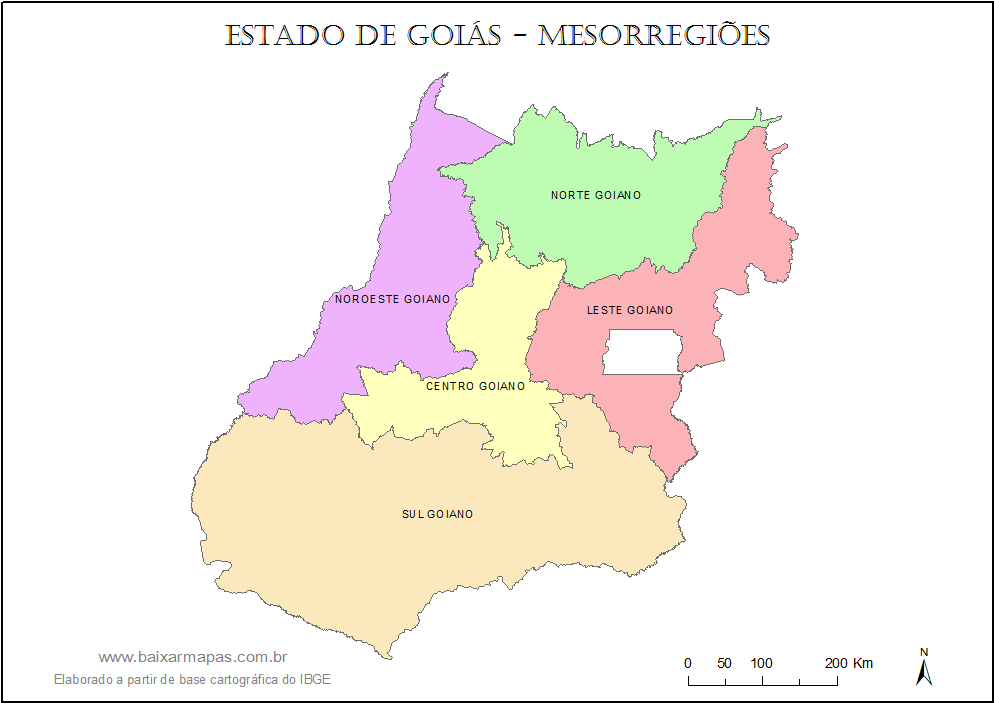 ESTADO DE GOIÁS - MESORREGIÕES
NORTE GOIANO
NOROESTE GOIANO
LESTE GOIANO
CENTRO GOIANO
SUL GOIANO
www.baixarmapas.com.br
Elaborado a partir de base cartográfica do IBGE
0 50 100 200 Km
N